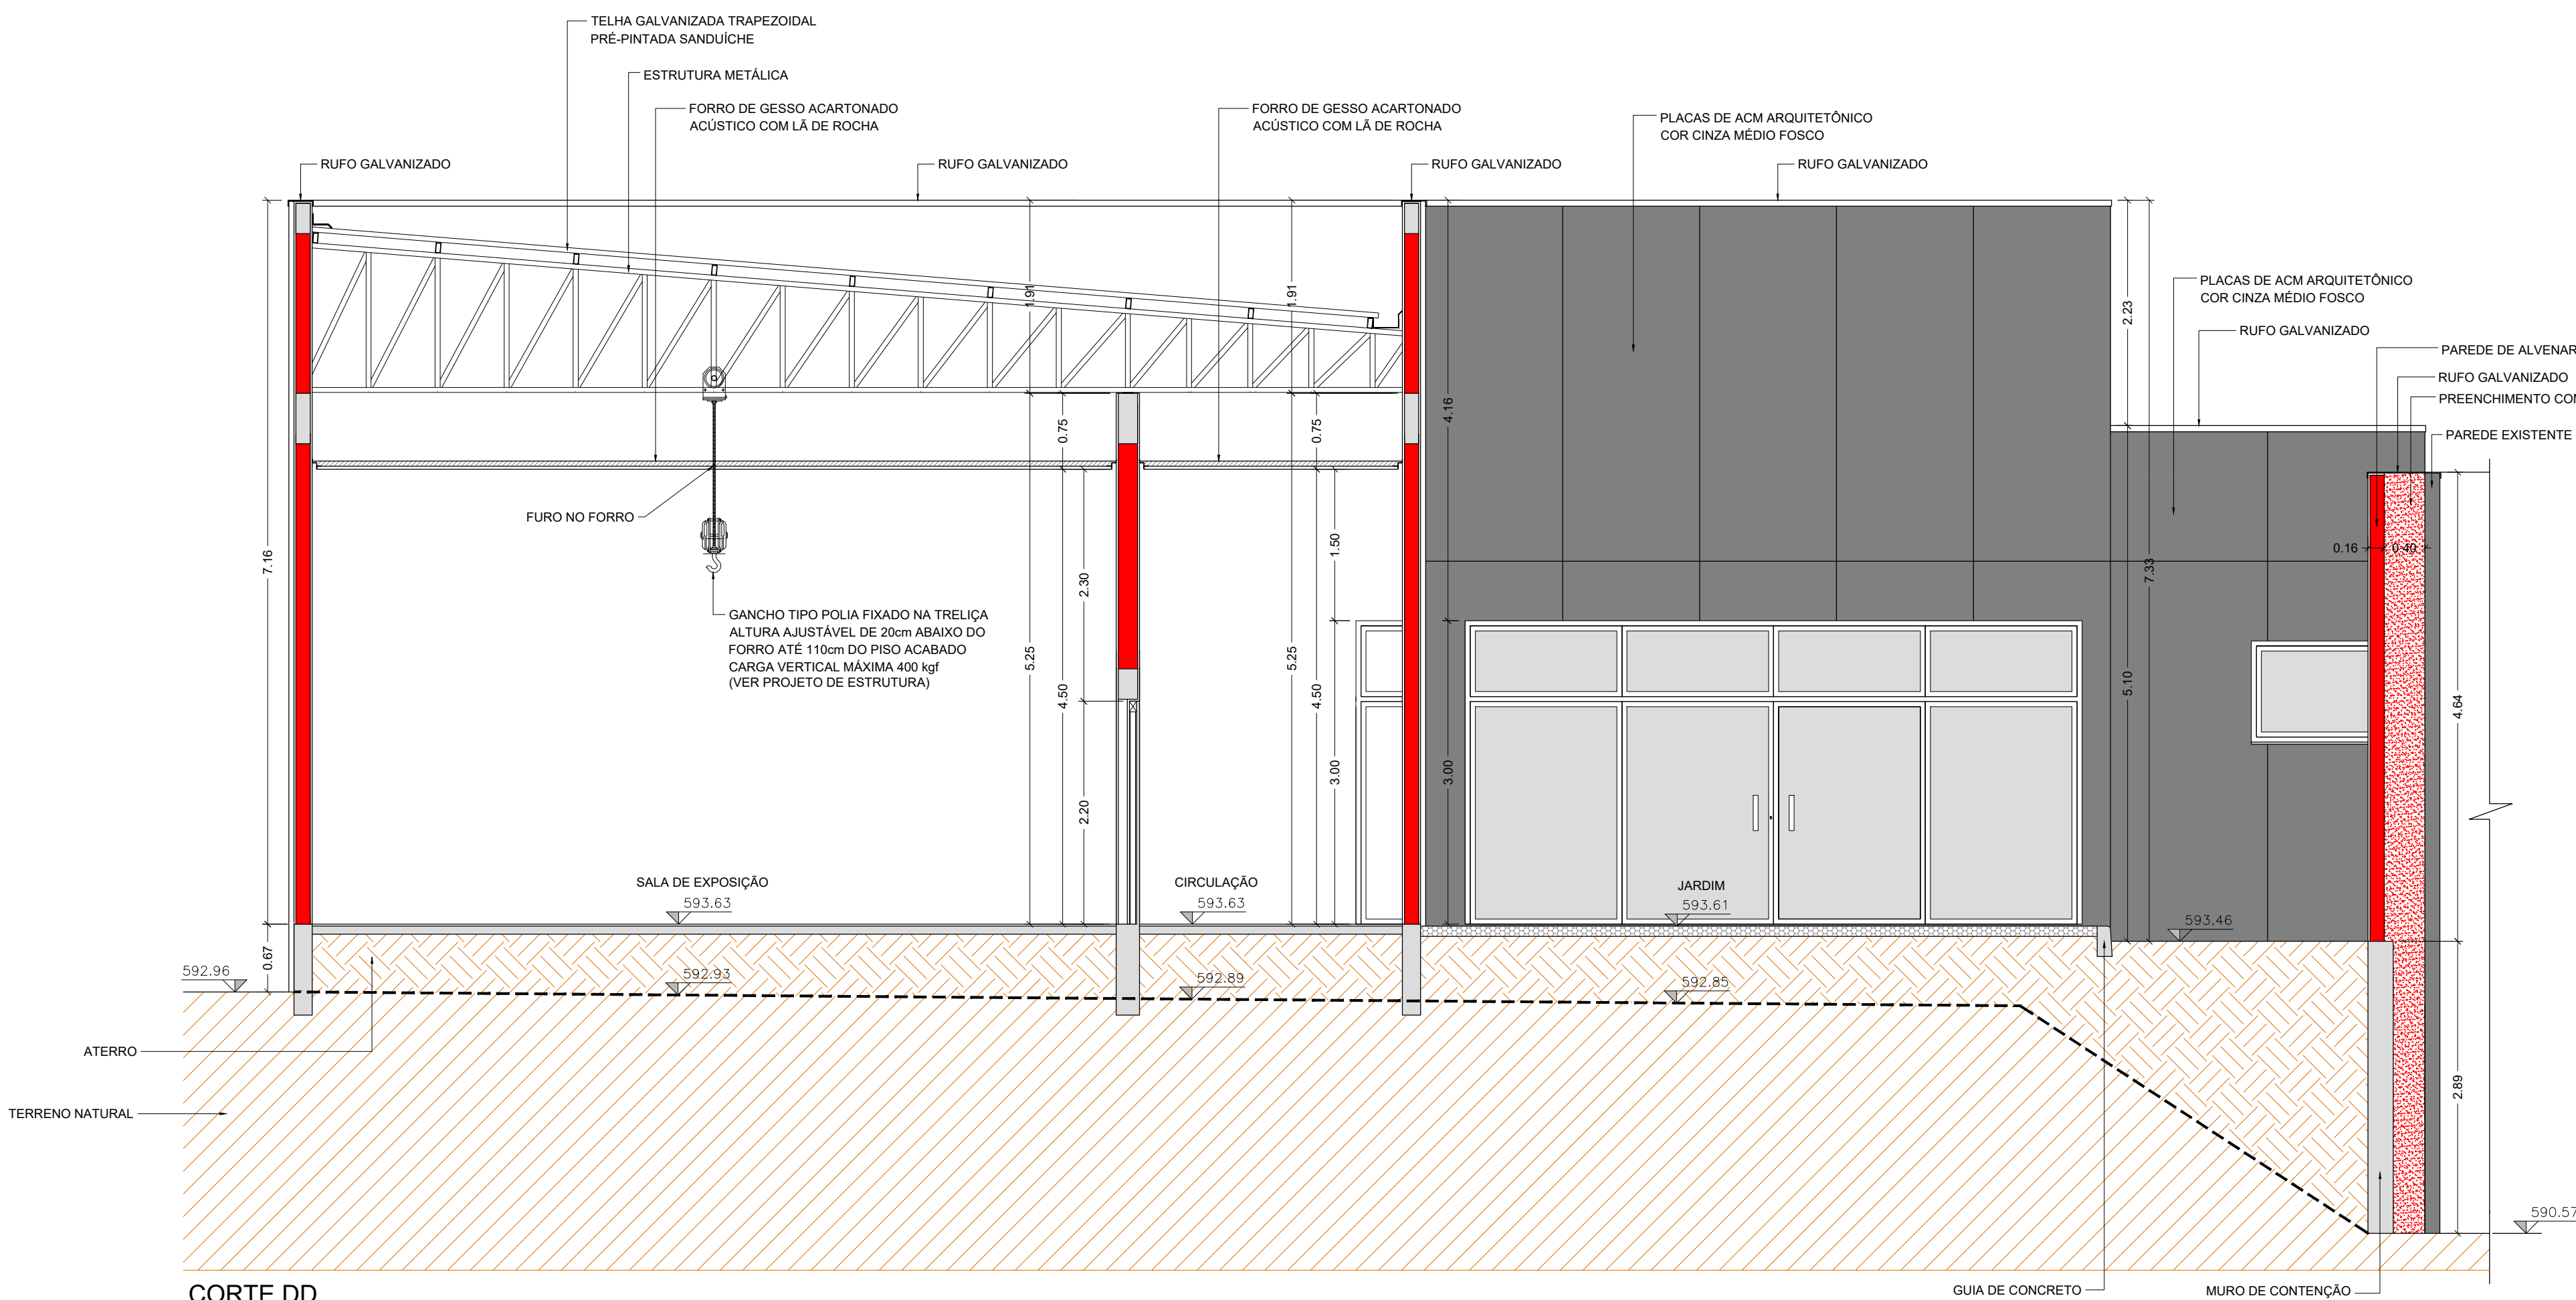 TELHA GALVANIZADA TRAPEZOIDAL
PRÉ-PINTADA SANDUÍCHE
ESTRUTURA METÁLICA
FORRO DE GESSO ACARTONADO
ACÚSTICO COM LÃ DE ROCHA
FORRO DE GESSO ACARTONADO
ACÚSTICO COM LÃ DE ROCHA
PLACAS DE ACM ARQUITETÔNICO
COR CINZA MÉDIO FOSCO
RUFO GALVANIZADO
RUFO GALVANIZADO
RUFO GALVANIZADO
RUFO GALVANIZADO
PLACAS DE ACM ARQUITETÔNICO
COR CINZA MÉDIO FOSCO
RUFO GALVANIZADO
PAREDE DE ALVENAR
RUFO GALVANIZADO
PREENCHIMENTO CO
PAREDE EXISTENTE
1.91
1.91
2.23
4.16
0.75
0.75
FURO NO FORRO
7.16
1.50
2.30
0.16
0.40
7.33
GANCHO TIPO POLIA FIXADO NA TRELIÇA
ALTURA AJUSTÁVEL DE 20cm ABAIXO DO
FORRO ATÉ 110cm DO PISO ACABADO
CARGA VERTICAL MÁXIMA 400 kgf
(VER PROJETO DE ESTRUTURA)
5.25
4.50
5.25
4.50
5.10
4.64
3.00
3.00
2.20
SALA DE EXPOSIÇÃO
593.63
CIRCULAÇÃO
593.63
JARDIM
593.61
593.46
0.67
592.96
592.93
592.89
592.85
ATERRO
TERRENO NATURAL
2.89
590.57
CORTE DD
GUIA DE CONCRETO
MURO DE CONTENÇÃO